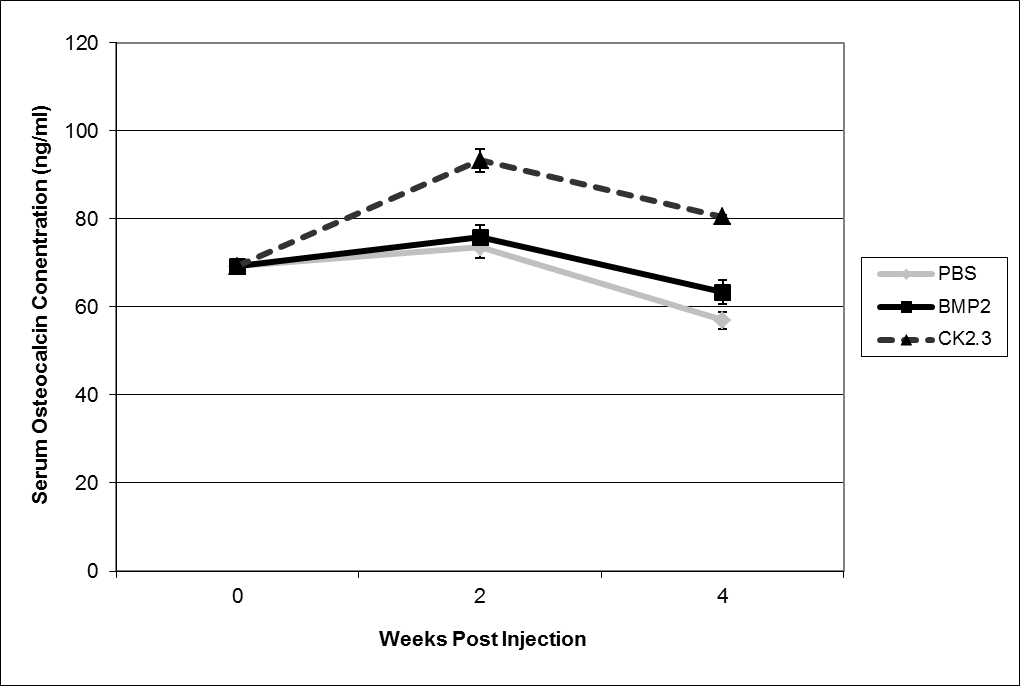 120
100
80
60
40
20
0
Serum Osteocalcin Conentration (ng/ml)
0 2 4
Weeks Post Injection
PBS
BMP2
CK2.3